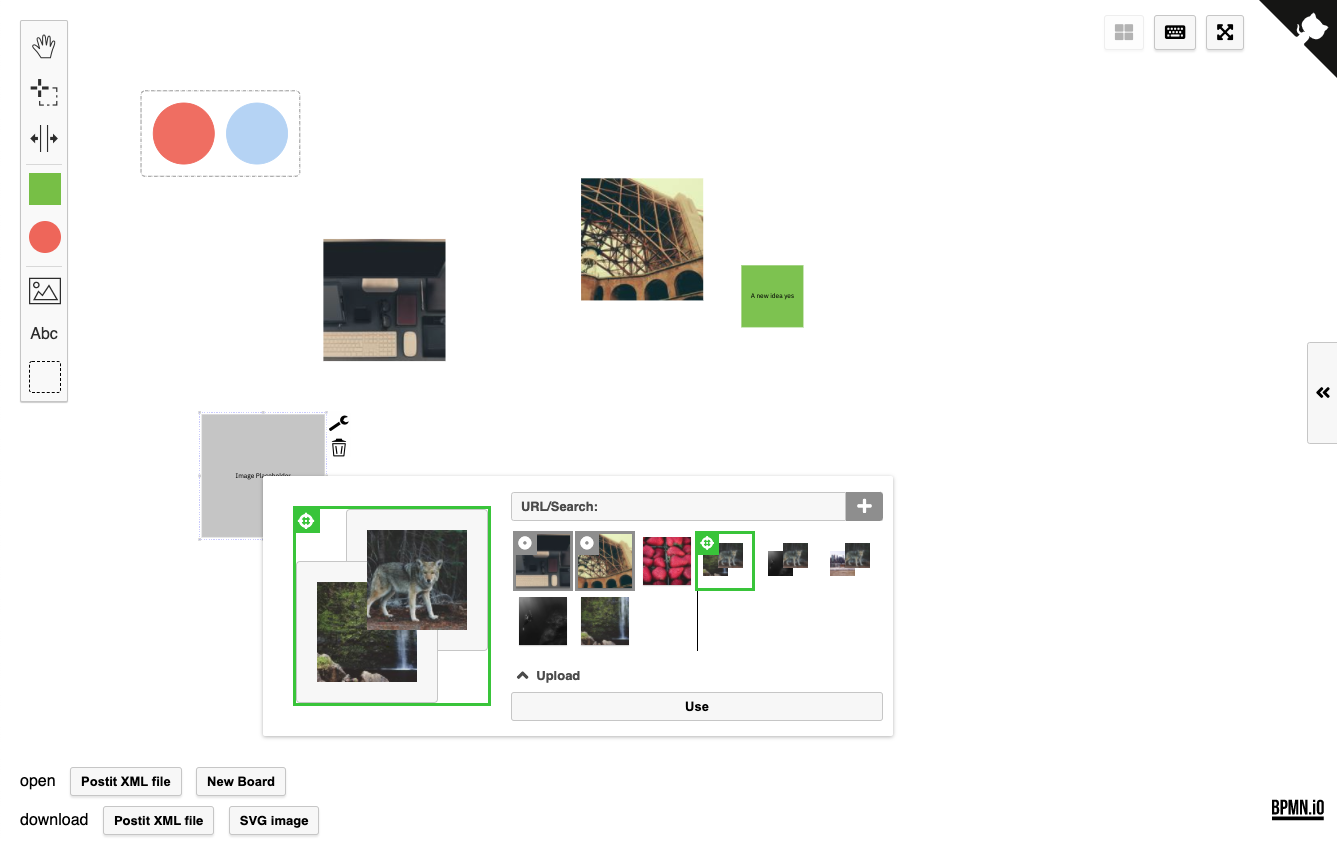 A new idea yes
Abc
Image Placeholder
URL/Search:
Upload
Use
open
Postit XML file
New Board
download
Postit XML file
SVG image
BPMN.iO